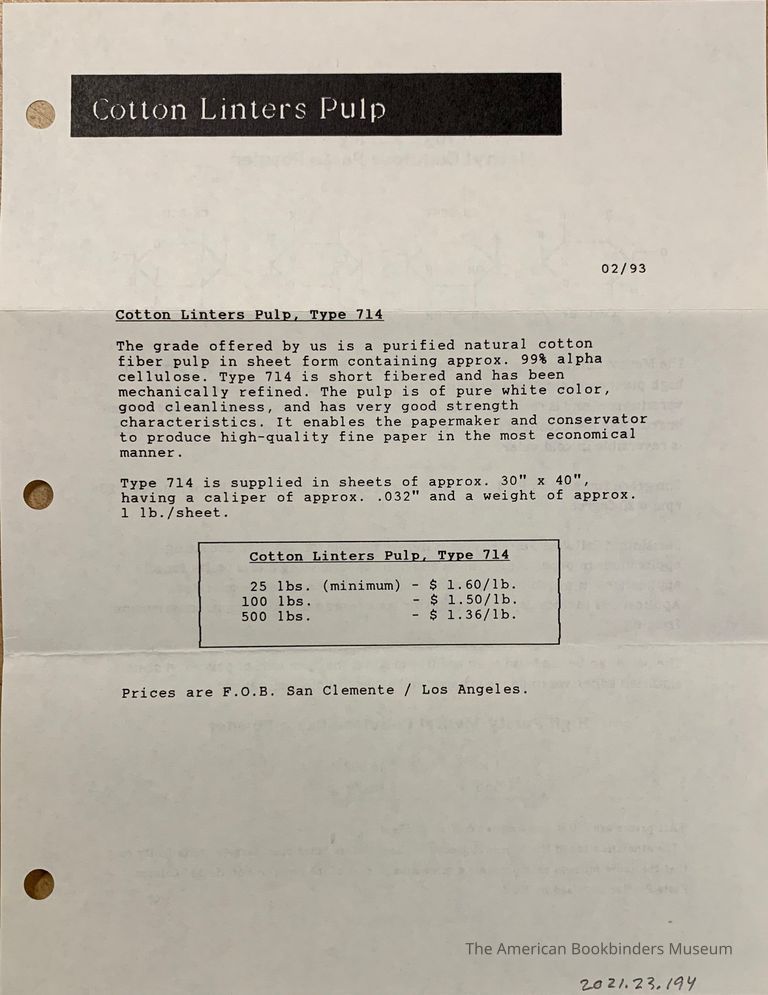 Cotton Linters Pulp
02/93
Cotton Linters Pulp, Type 714
The grade offered by us is a purified natural cotton
fiber pulp in sheet form containing approx. 99% alpha
cellulose. Type 714 is short fibered and has been
mechanically refined. The pulp is of pure white color,
good cleanliness, and has very good strength
characteristics. It enables the papermaker and conservator
to produce high-quality fine paper in the most economical
manner.
Type 714 is supplied in sheets of approx. 30" x 40",
having a caliper of approx. .032" and a weight of approx.
1 lb./sheet.
Cotton Linters Pulp, Type 714
25 lbs. (minimum) - $ 1.60/lb.
100 lbs. - $ 1.50/lb.
500 lbs. - $ 1.36/lb.
Prices are F.O.B. San Clemente / Los Angeles.
The American Bookbinders Museum
2021.23.194